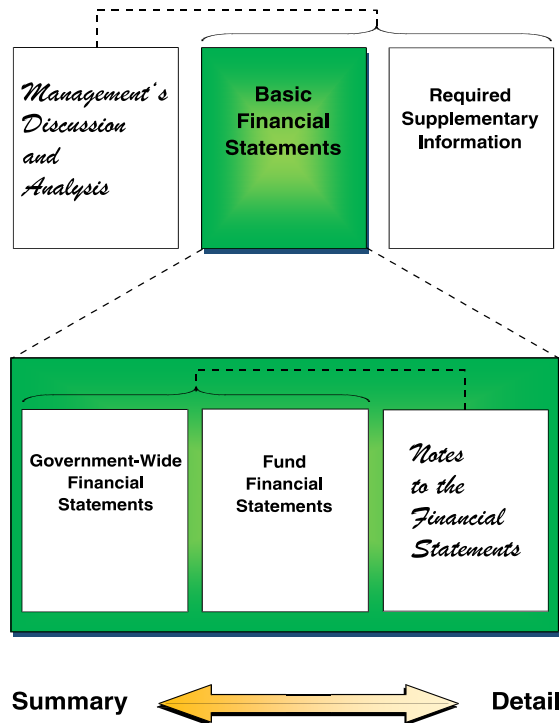 Management's
Discussion
and
Analysis
Basic
Financial
Statements
Required
Supplementary
Information
Government-Wide
Financial
Statements
Fund
Financial
Statements
Notes
to the
Financial
Statements
Summary
Detail